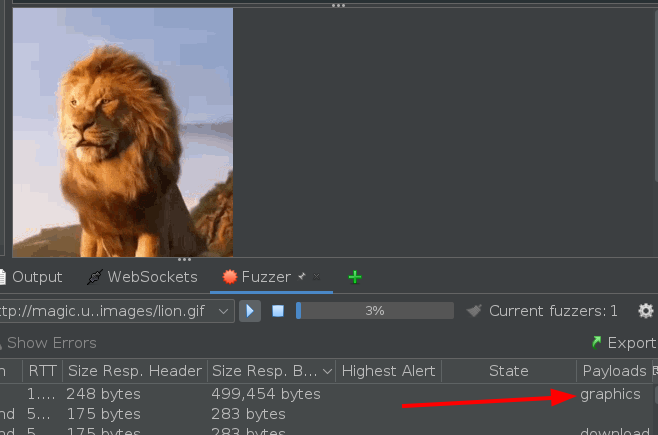 Output WebSockets Fuzzer
ttp://magic.u..images/lion.gif 3% Current fuzzers: 1
Show Errors Export
n RTT Size Resp. Header Size Resp. B... Highest Alert State Payloads
1.... 248 bytes 499,454 bytes graphics
nd 5... 175 bytes 283 bytes
nd 5... 175 bytes 283 bytes download